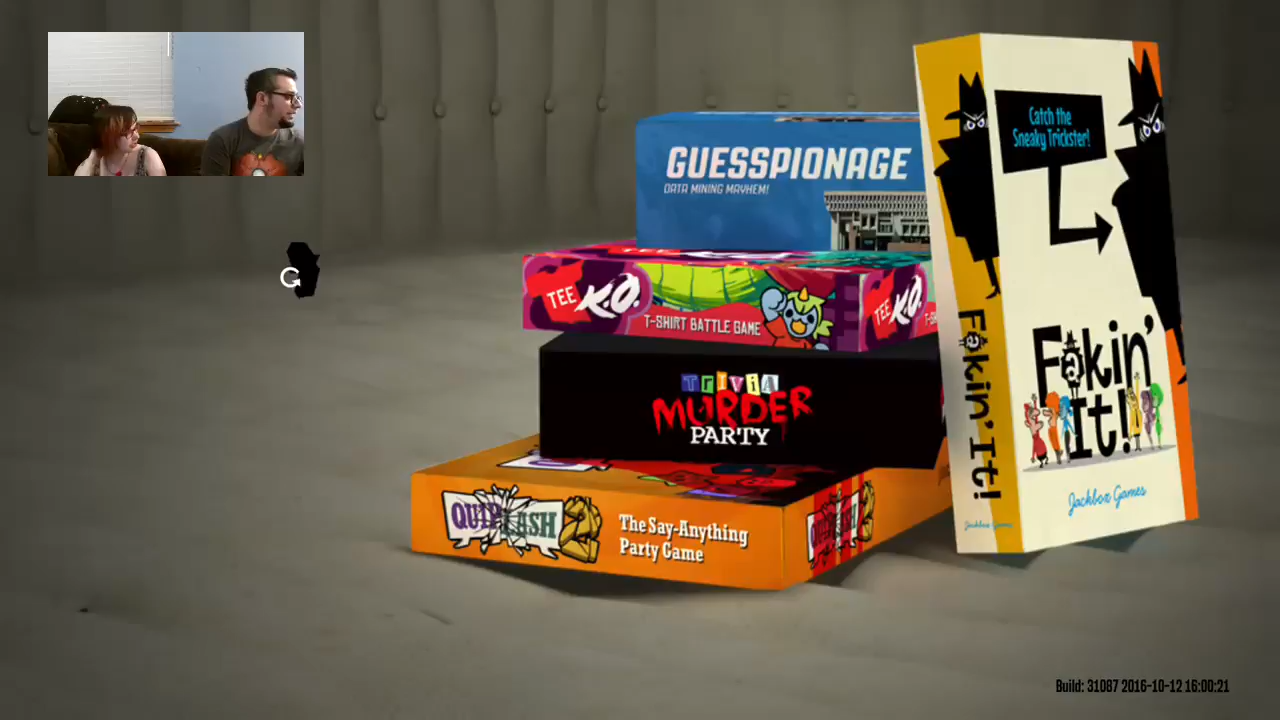 GUESSPIONAGE
DATA MINING MAYHEM!
Catch the
Sneaky Trickster!
TEE K.O.
T-SHIRT BATTLE GAME
TEE K.O.
TRIVIA
MURDER
PARTY
Fakin'
It!
Fakin' It!
Jackbox Games
Jackbox Games
QUIPLASH 2
The Say-Anything
Party Game
QUIPLASH 2
G
Build: 31087 2016-10-12 16:00:21